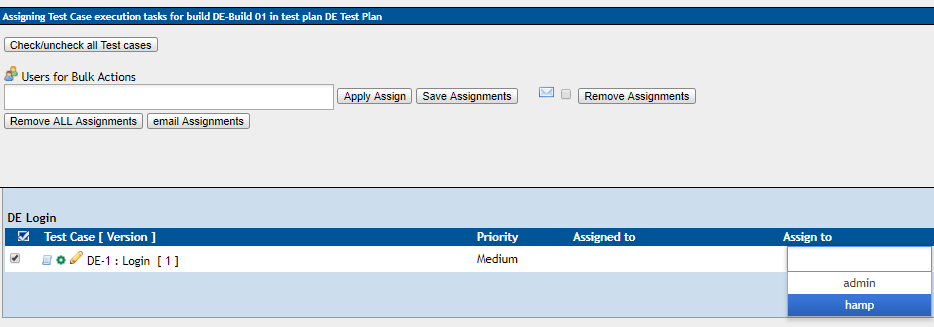 Assigning Test Case execution tasks for build DE-Build 01 in test plan DE Test Plan
Check/uncheck all Test cases
Users for Bulk Actions
Apply Assign Save Assignments Remove Assignments
Remove ALL Assignments email Assignments
DE Login
Test Case [ Version ] Priority Assigned to Assign to
DE-1 : Login [ 1 ] Medium
admin
hamp